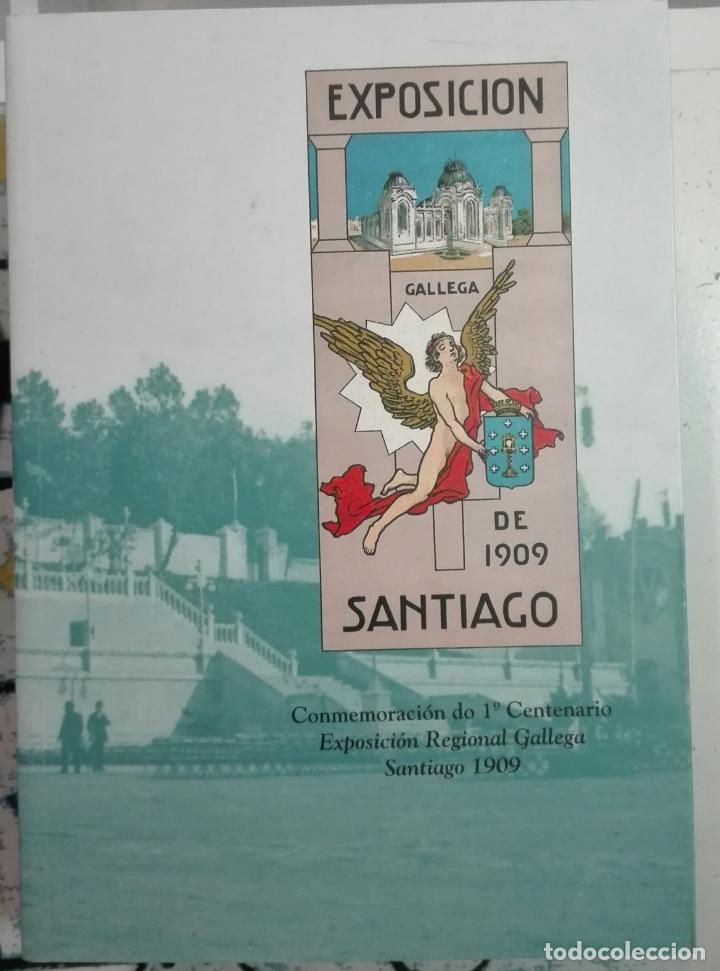 EXPOSICION
GALLEGA
DE
1909
SANTIAGO
Conmemoración do 1º Centenario
Exposición Regional Gallega
Santiago 1909
todocoleccion